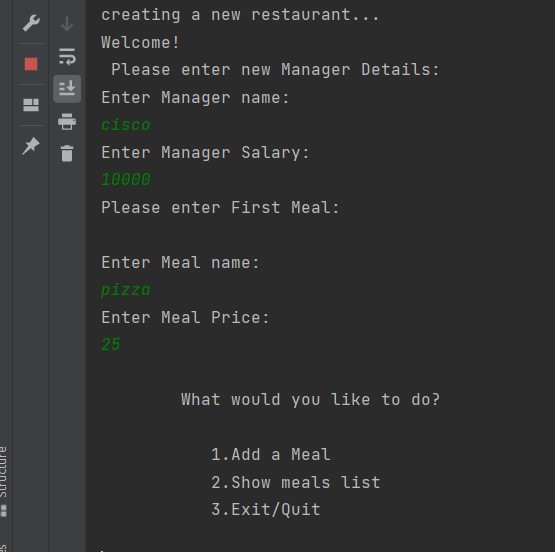 creating a new restaurant...
Welcome!
Please enter new Manager Details:
Enter Manager name:
cisco
Enter Manager Salary:
10000
Please enter First Meal:
Enter Meal name:
pizza
Enter Meal Price:
25
What would you like to do?
1.Add a Meal
2.Show meals list
3.Exit/Quit
Structure